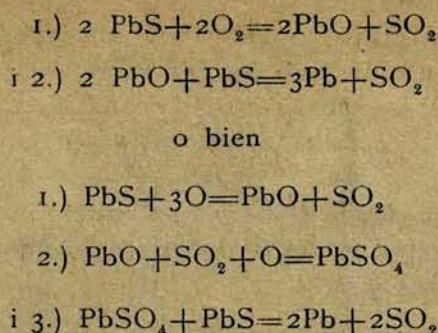 1.) 2 PbS+2O₂=2PbO+SO₂
i 2.) 2 PbO+PbS=3Pb+SO₂
o bien
1.) PbS+3O=PbO+SO₂
2.) PbO+SO₂+O=PbSO₄
i 3.) PbSO₄+PbS=2Pb+2SO₂